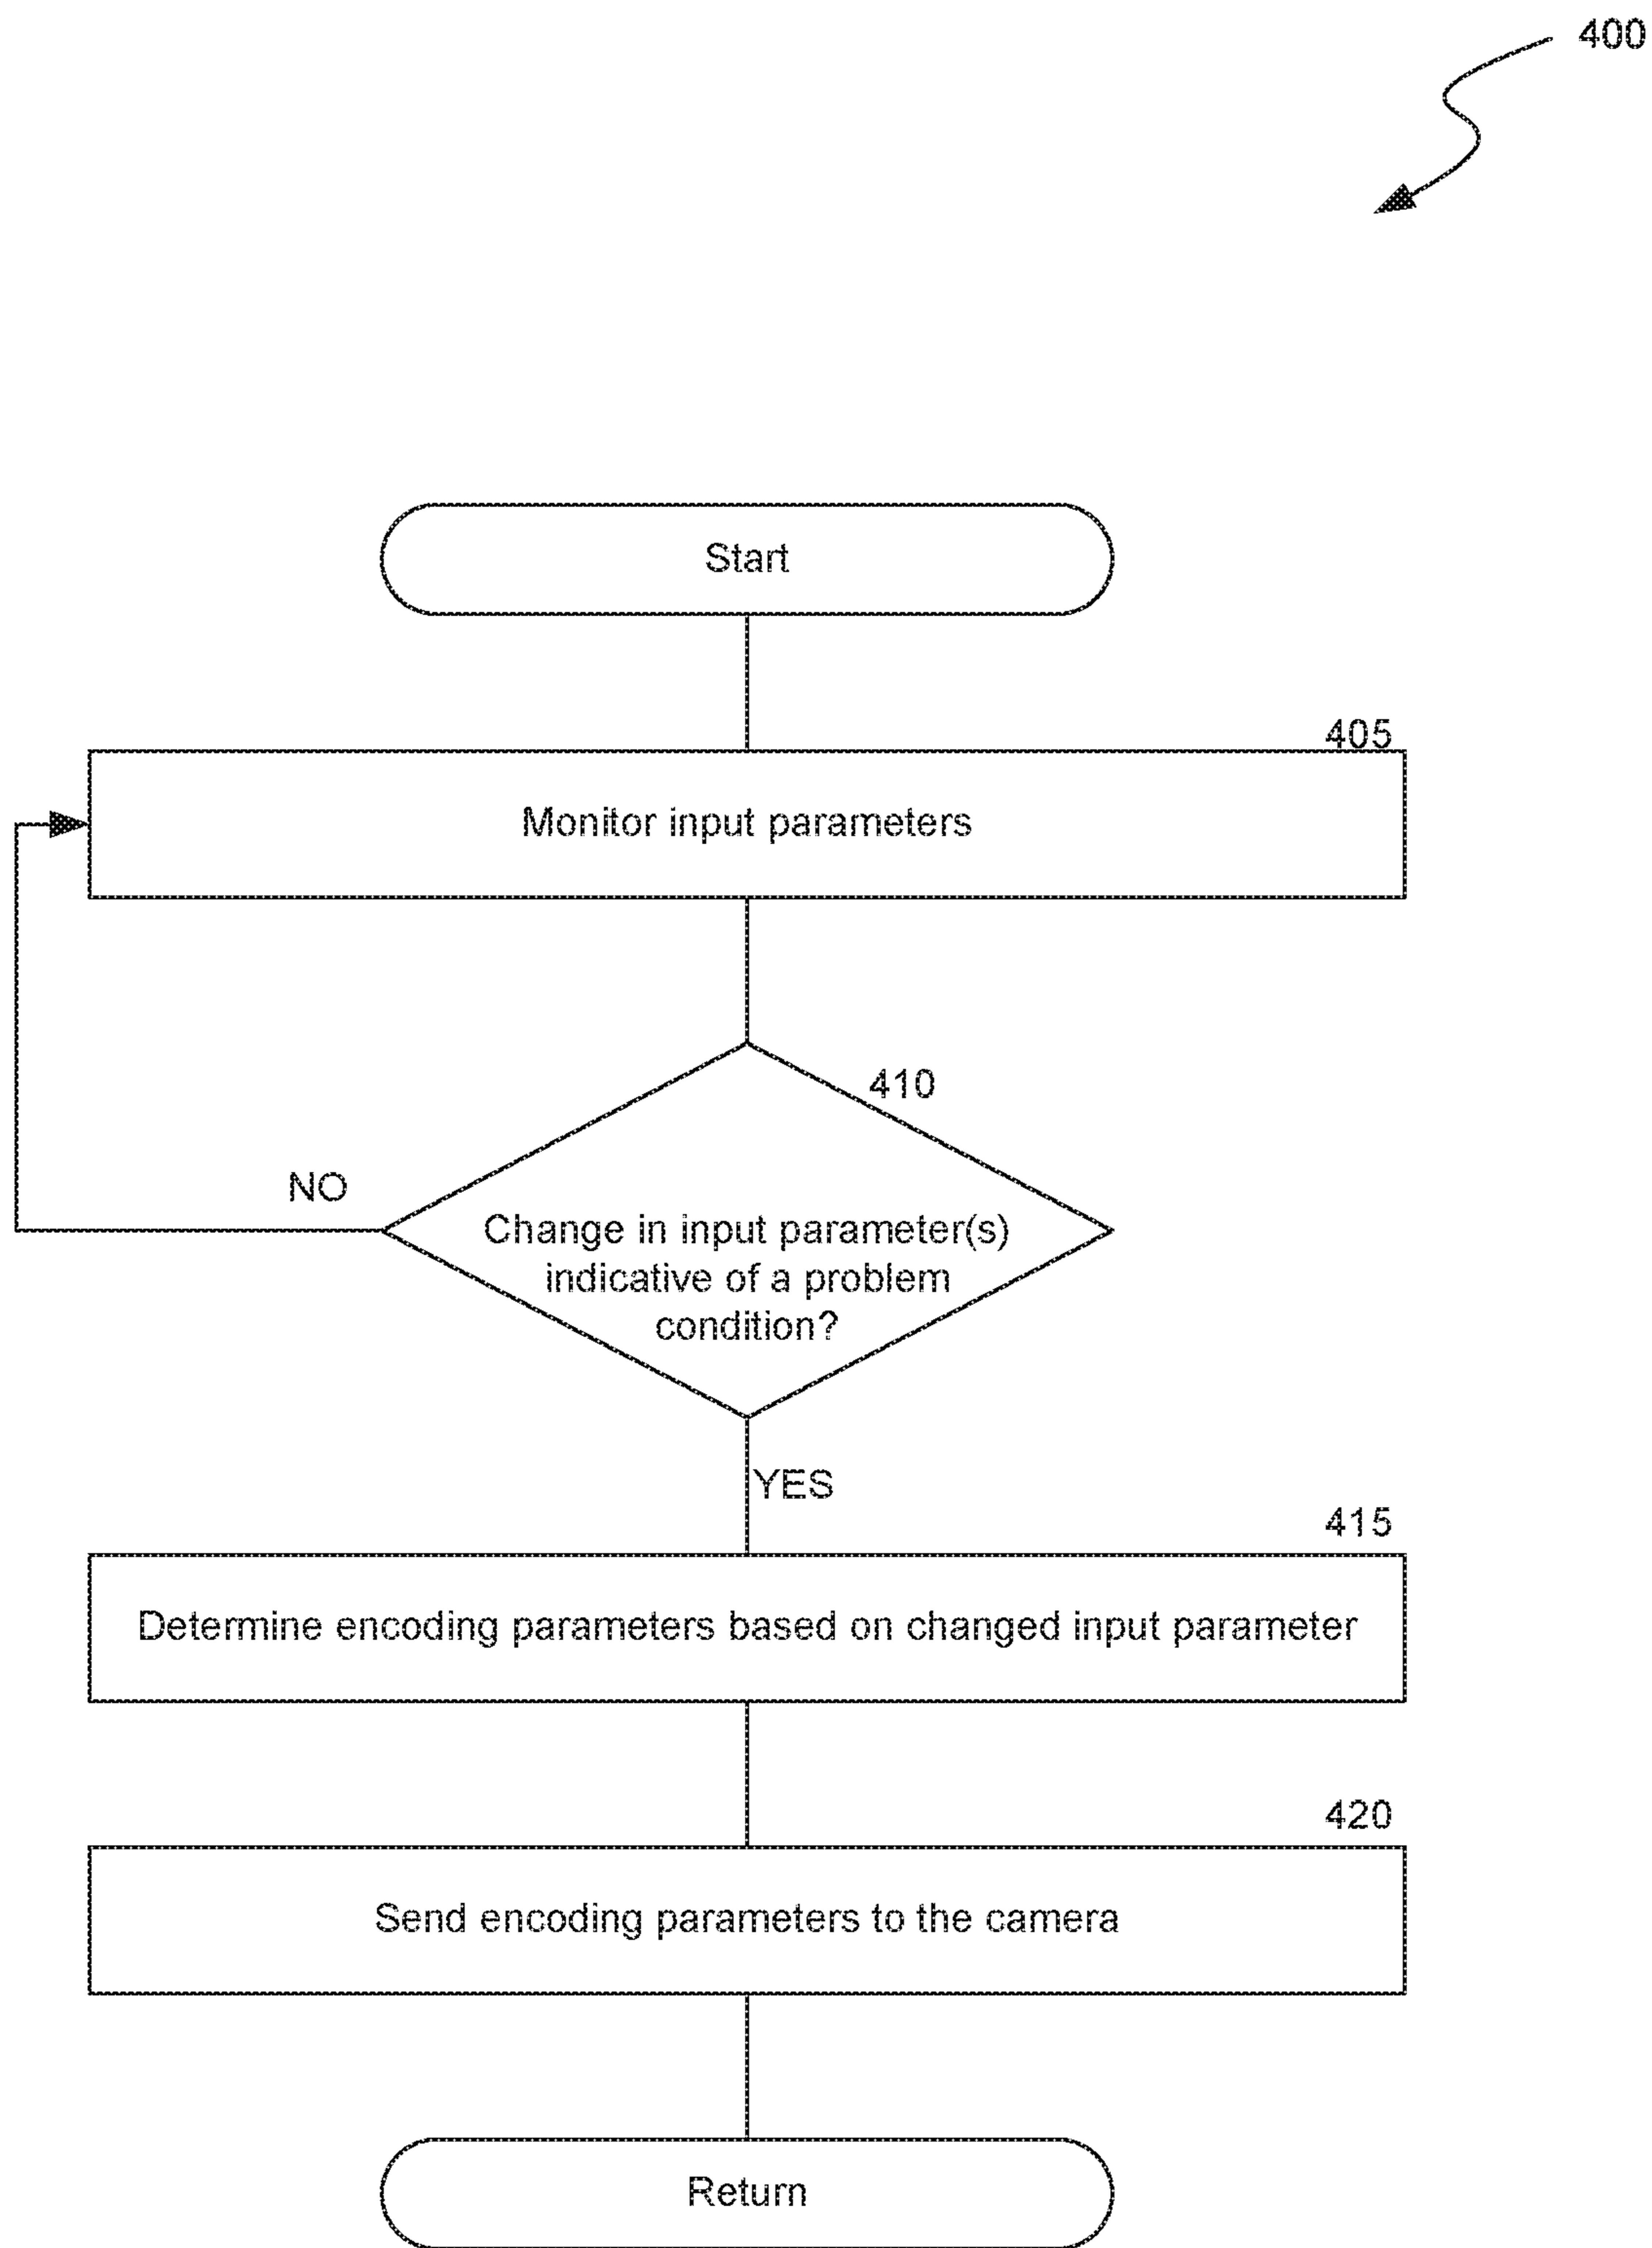 400
Start
405
Monitor input parameters
410
NO
Change in input parameter(s)
indicative of a problem
condition?
YES
415
Determine encoding parameters based on changed input parameter
420
Send encoding parameters to the camera
Return